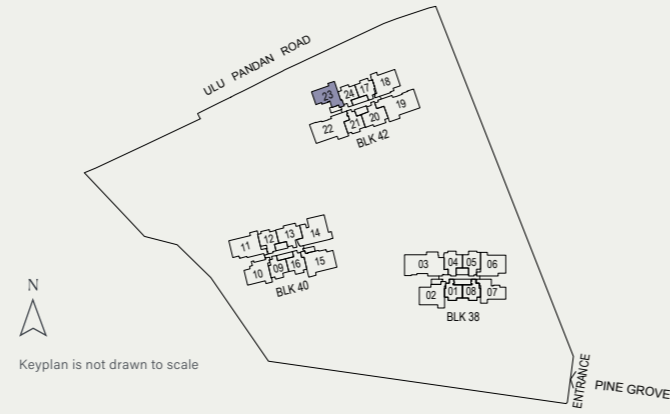 ULU PANDAN ROAD
23 24 17 18
22 21 20 19
BLK 42
11 12 13 14
10 09 16 15
BLK 40
03 04 05 06
02 01 08 07
BLK 38
N
Keyplan is not drawn to scale
ENTRANCE
PINE GROVE